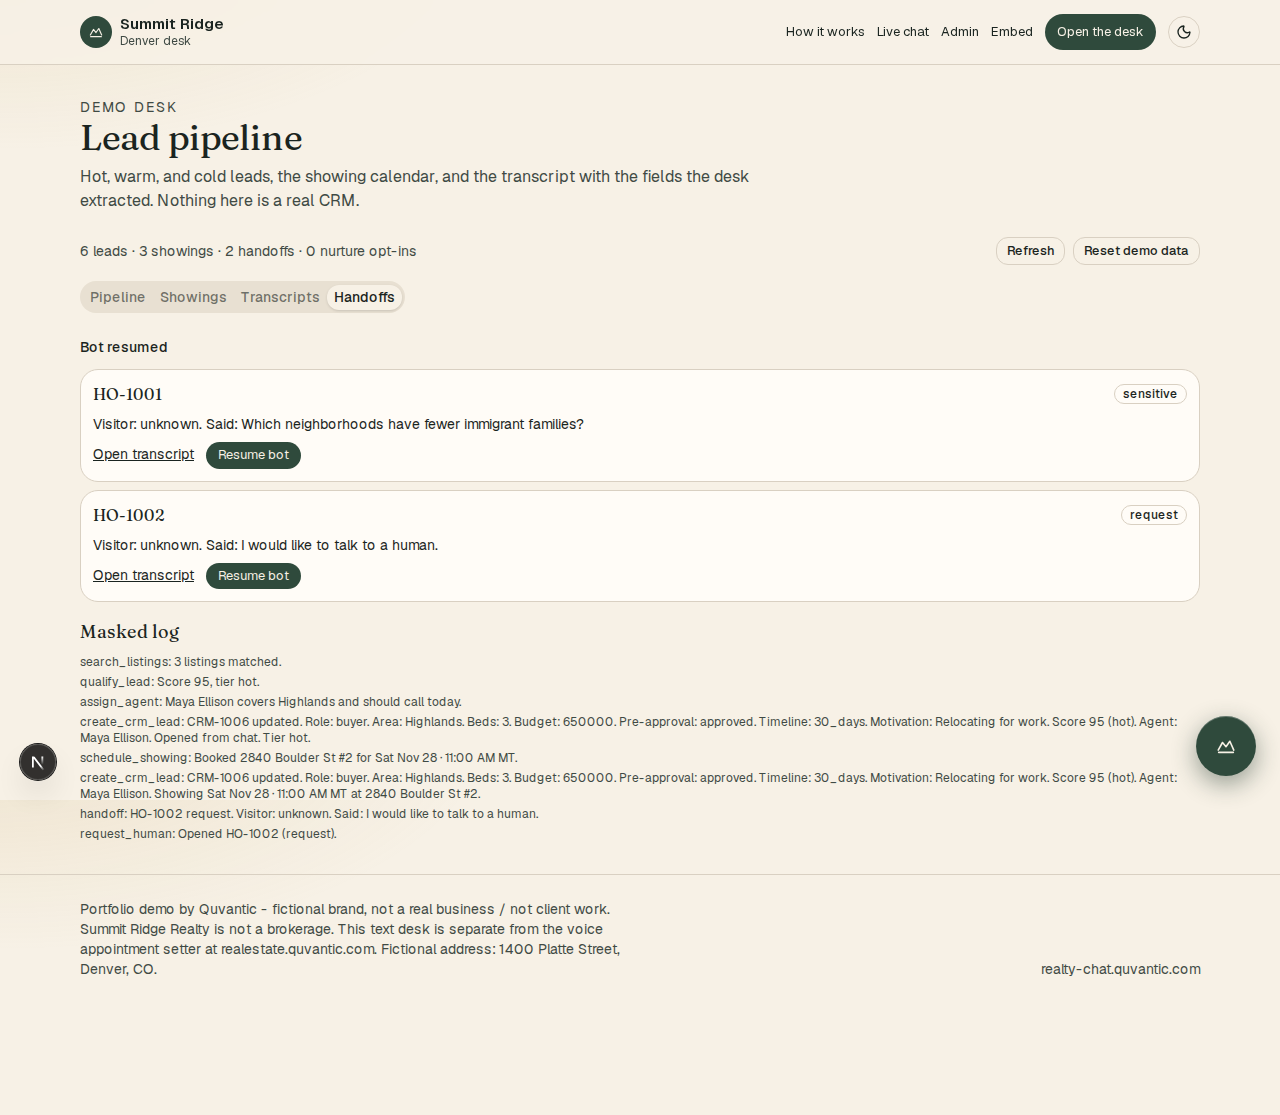 Summit Ridge
Denver desk
How it works
Live chat
Admin
Embed
Open the desk
DEMO DESK
Lead pipeline
Hot, warm, and cold leads, the showing calendar, and the transcript with the fields the desk
extracted. Nothing here is a real CRM.
6 leads · 3 showings · 2 handoffs · 0 nurture opt-ins
Refresh
Reset demo data
Pipeline
Showings
Transcripts
Handoffs
Bot resumed
HO-1001
sensitive
Visitor: unknown. Said: Which neighborhoods have fewer immigrant families?
Open transcript
Resume bot
HO-1002
request
Visitor: unknown. Said: I would like to talk to a human.
Open transcript
Resume bot
Masked log
search_listings: 3 listings matched.
qualify_lead: Score 95, tier hot.
assign_agent: Maya Ellison covers Highlands and should call today.
create_crm_lead: CRM-1006 updated. Role: buyer. Area: Highlands. Beds: 3. Budget: 650000. Pre-approval: approved. Timeline: 30_days. Motivation: Relocating for work. Score 95 (hot). Agent:
Maya Ellison. Opened from chat. Tier hot.
schedule_showing: Booked 2840 Boulder St #2 for Sat Nov 28 · 11:00 AM MT.
create_crm_lead: CRM-1006 updated. Role: buyer. Area: Highlands. Beds: 3. Budget: 650000. Pre-approval: approved. Timeline: 30_days. Motivation: Relocating for work. Score 95 (hot). Agent:
Maya Ellison. Showing Sat Nov 28 · 11:00 AM MT at 2840 Boulder St #2.
handoff: HO-1002 request. Visitor: unknown. Said: I would like to talk to a human.
request_human: Opened HO-1002 (request).
N
Portfolio demo by Quvantic - fictional brand, not a real business / not client work.
Summit Ridge Realty is not a brokerage. This text desk is separate from the voice
appointment setter at realestate.quvantic.com. Fictional address: 1400 Platte Street,
Denver, CO.
realty-chat.quvantic.com